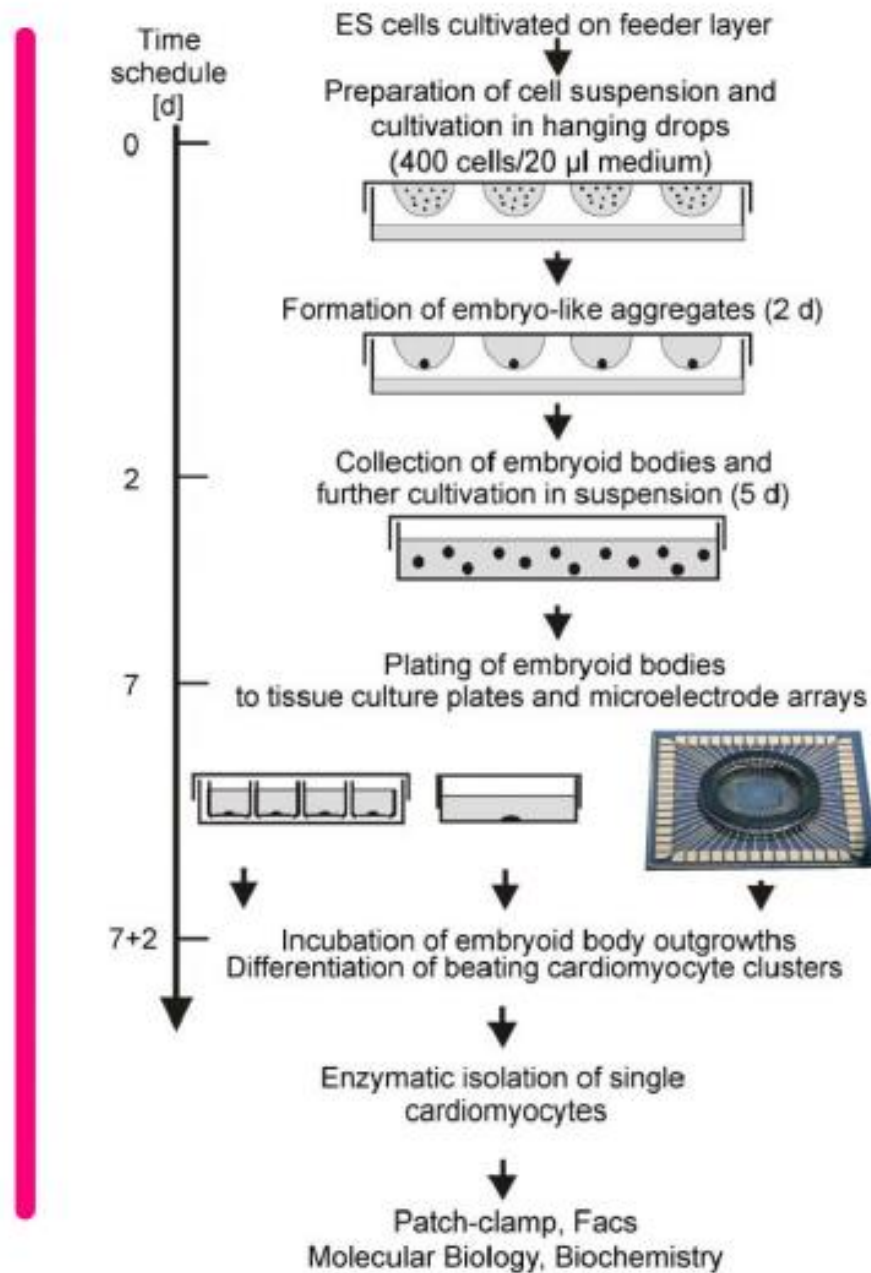 Time
schedule
[d]
ES cells cultivated on feeder layer
0
Preparation of cell suspension and
cultivation in hanging drops
(400 cells/20 µl medium)
Formation of embryo-like aggregates (2 d)
2
Collection of embryoid bodies and
further cultivation in suspension (5 d)
7
Plating of embryoid bodies
to tissue culture plates and microelectrode arrays
7+2
Incubation of embryoid body outgrowths
Differentiation of beating cardiomyocyte clusters
Enzymatic isolation of single
cardiomyocytes
Patch-clamp, Facs
Molecular Biology, Biochemistry